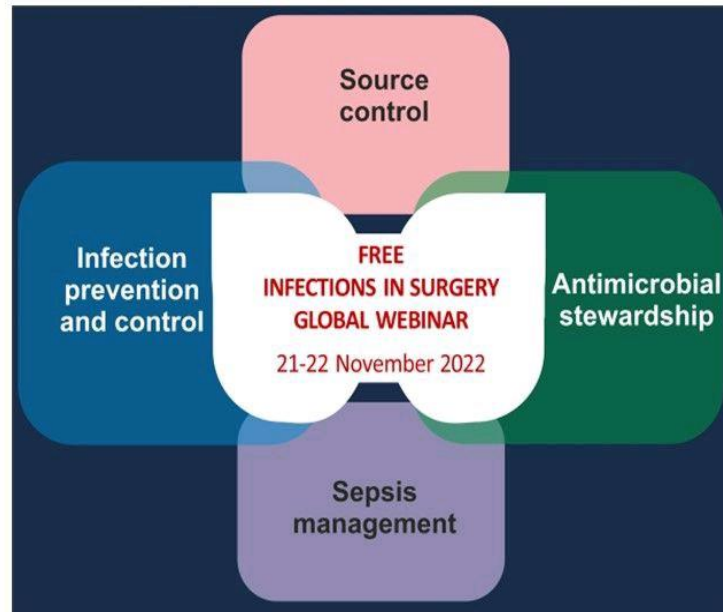 Source
control
Infection
prevention
and control
FREE
INFECTIONS IN SURGERY
GLOBAL WEBINAR
21-22 November 2022
Antimicrobial
stewardship
Sepsis
management